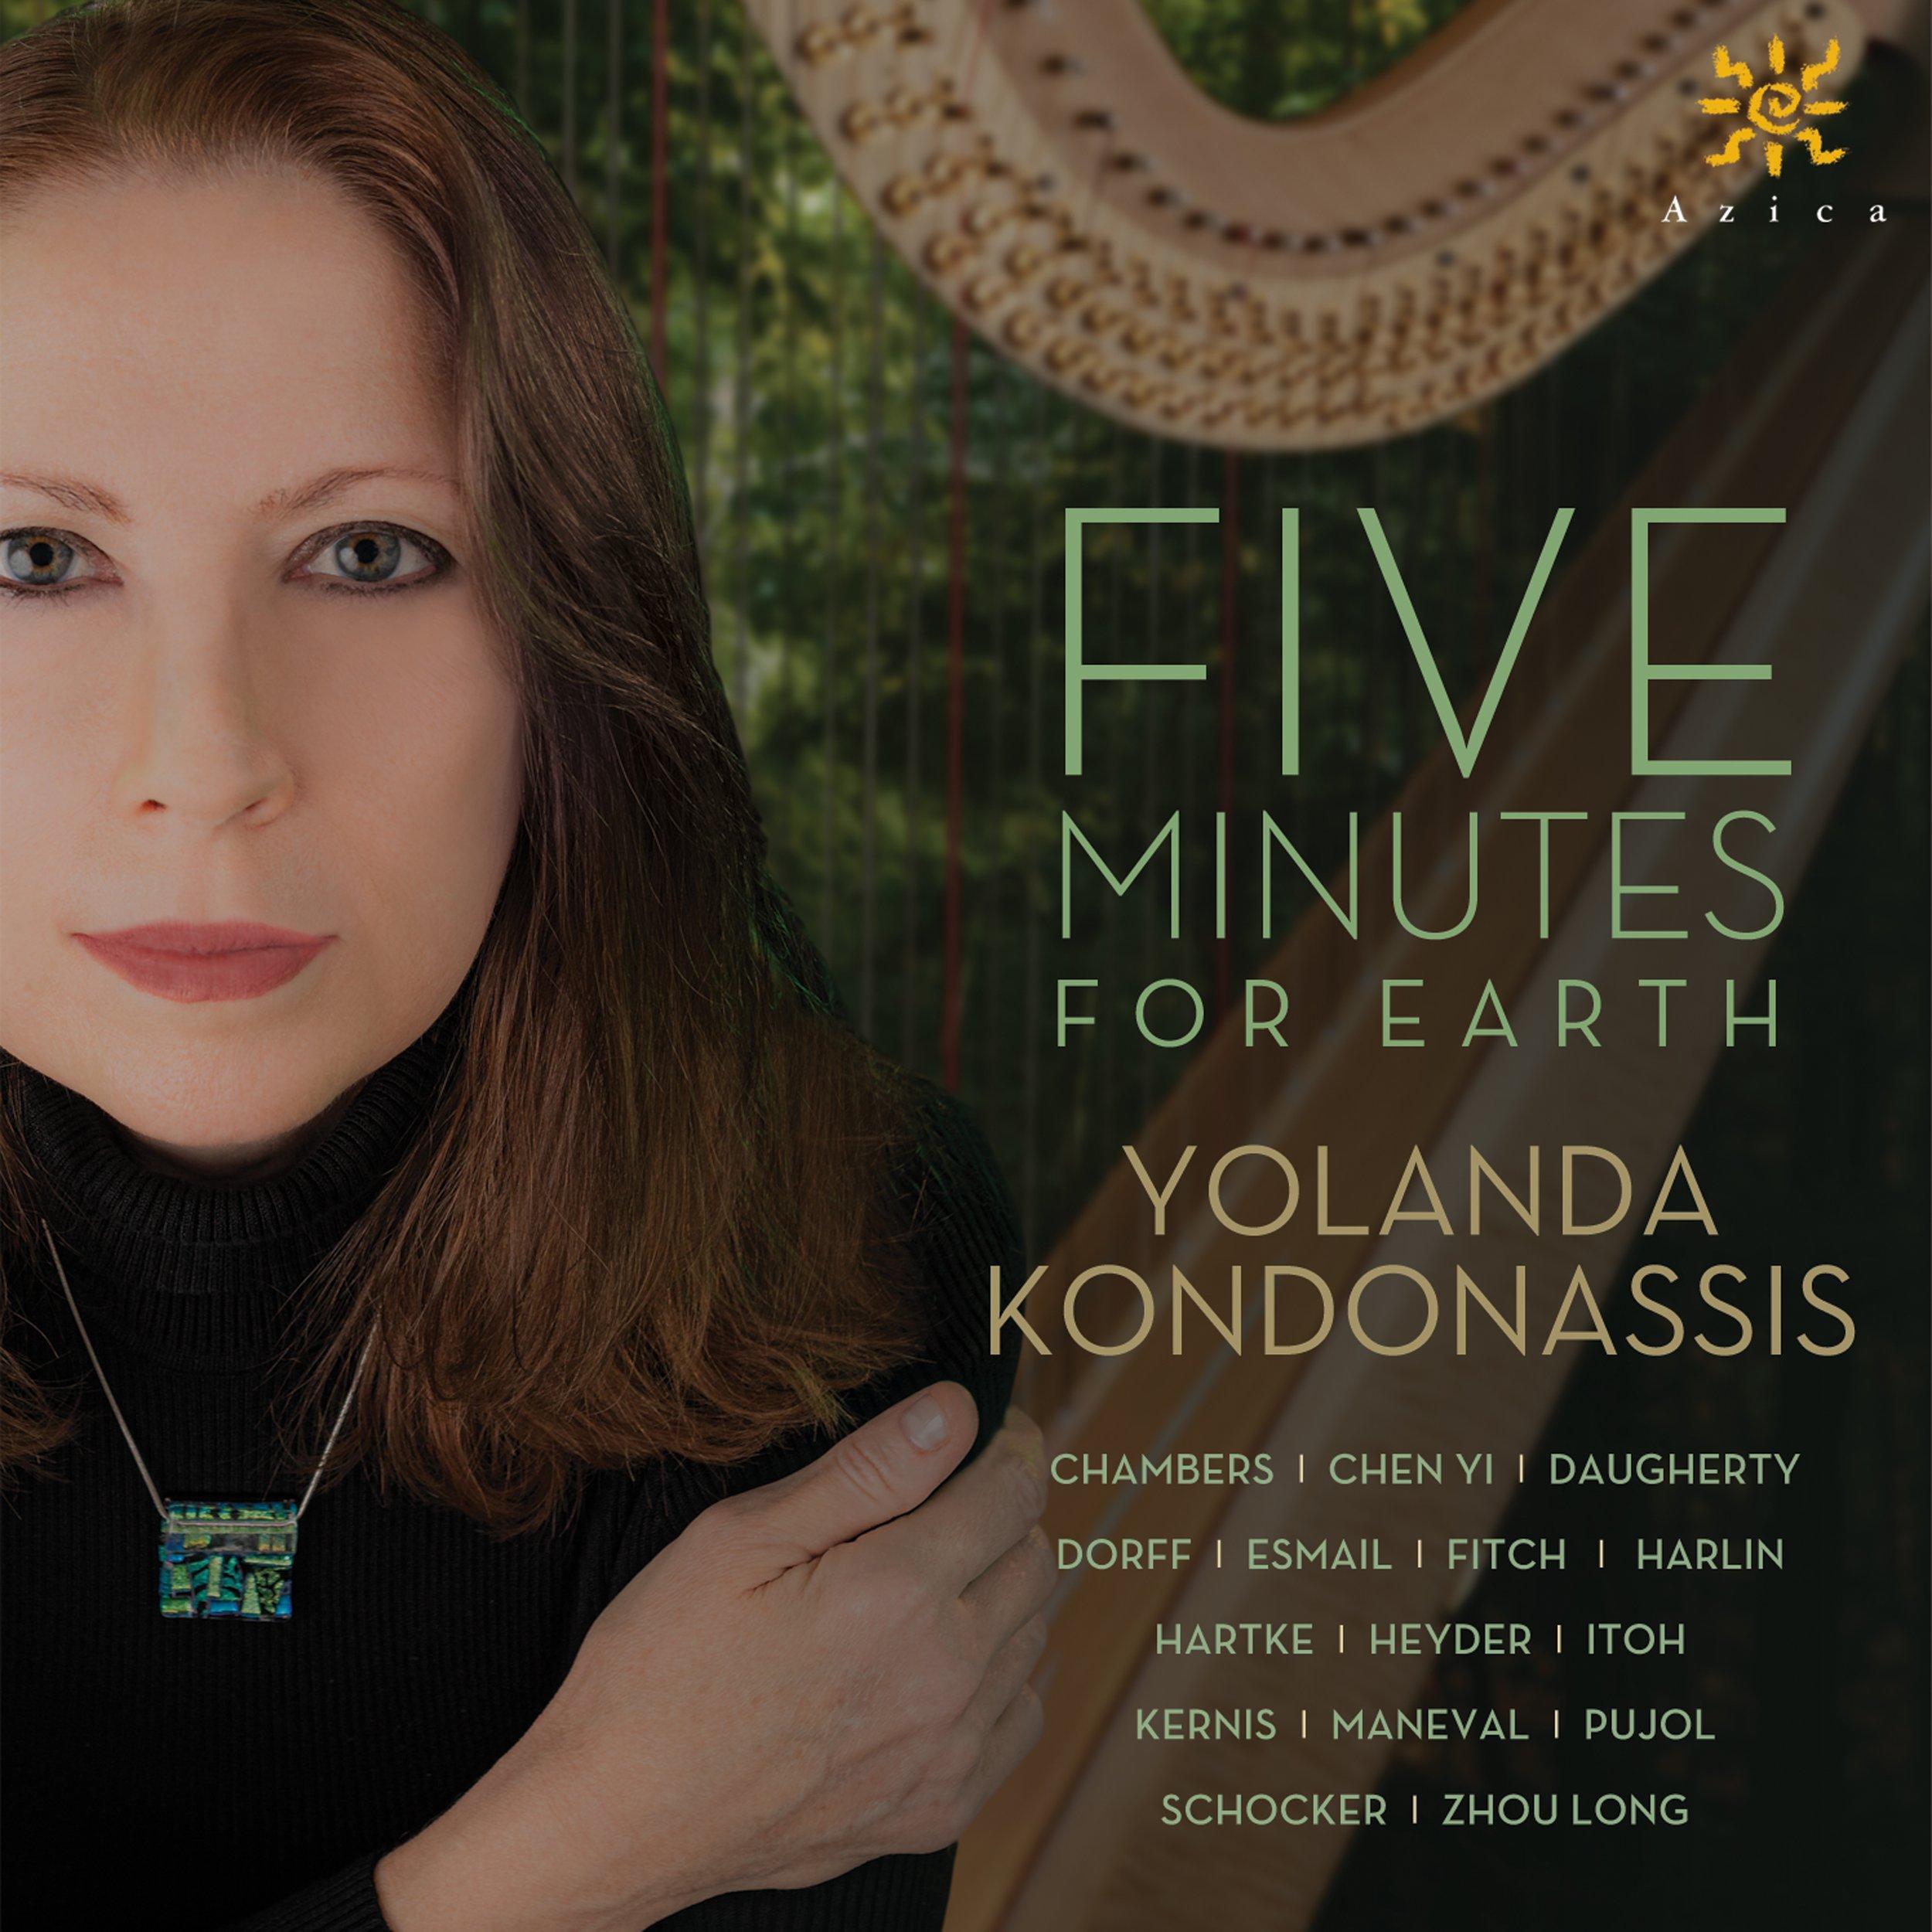 Azica
FIVE
MINUTES
FOR EARTH
YOLANDA
KONDONASSIS
CHAMBERS | CHEN YI | DAUGHERTY
DORFF | ESMAIL | FITCH | HARLIN
HARTKE | HEYDER | ITOH
KERNIS | MANEVAL | PUJOL
SCHOCKER | ZHOU LONG